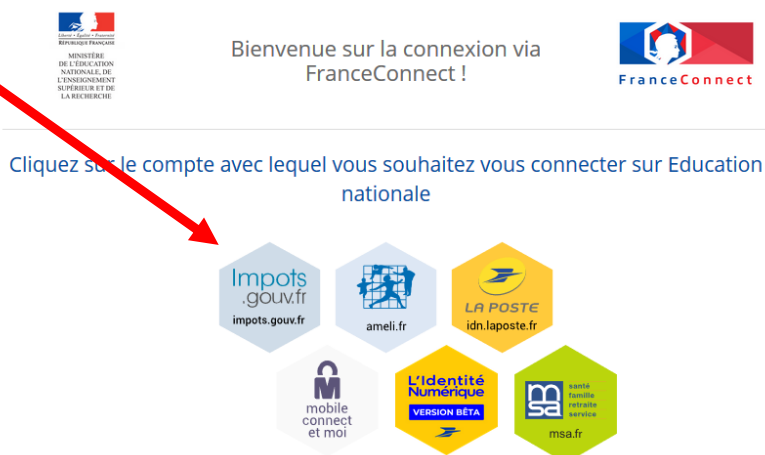 Liberté • Égalité • Fraternité
RÉPUBLIQUE FRANÇAISE
MINISTÈRE
DE L'ÉDUCATION
NATIONALE, DE
L'ENSEIGNEMENT
SUPÉRIEUR ET DE
LA RECHERCHE
Bienvenue sur la connexion via
FranceConnect !
FranceConnect
Cliquez sur le compte avec lequel vous souhaitez vous connecter sur Education
nationale
Impots
.gouv.fr
impots.gouv.fr
ameli.fr
LA POSTE
idn.laposte.fr
M
mobile
connect
et moi
L'Identité
Numérique
VERSION BÊTA
msa
santé
famille
retraite
service
msa.fr